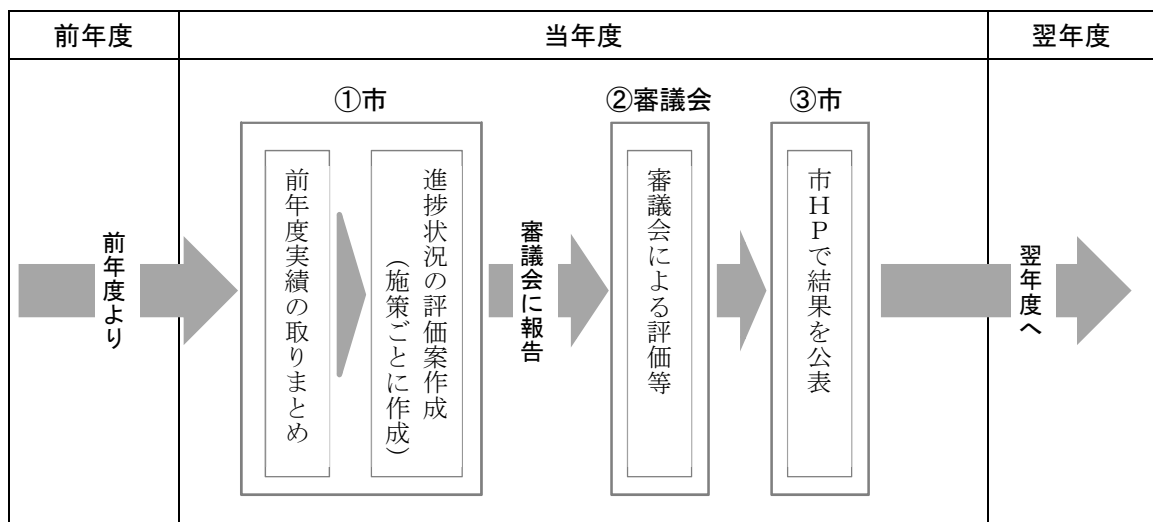 前年度
当年度
翌年度
前年度より
①市
前年度実績の取りまとめ
進捗状況の評価案作成
（施策ごとに作成）
審議会に報告
②審議会
審議会による評価等
③市
市ＨＰで結果を公表
翌年度へ